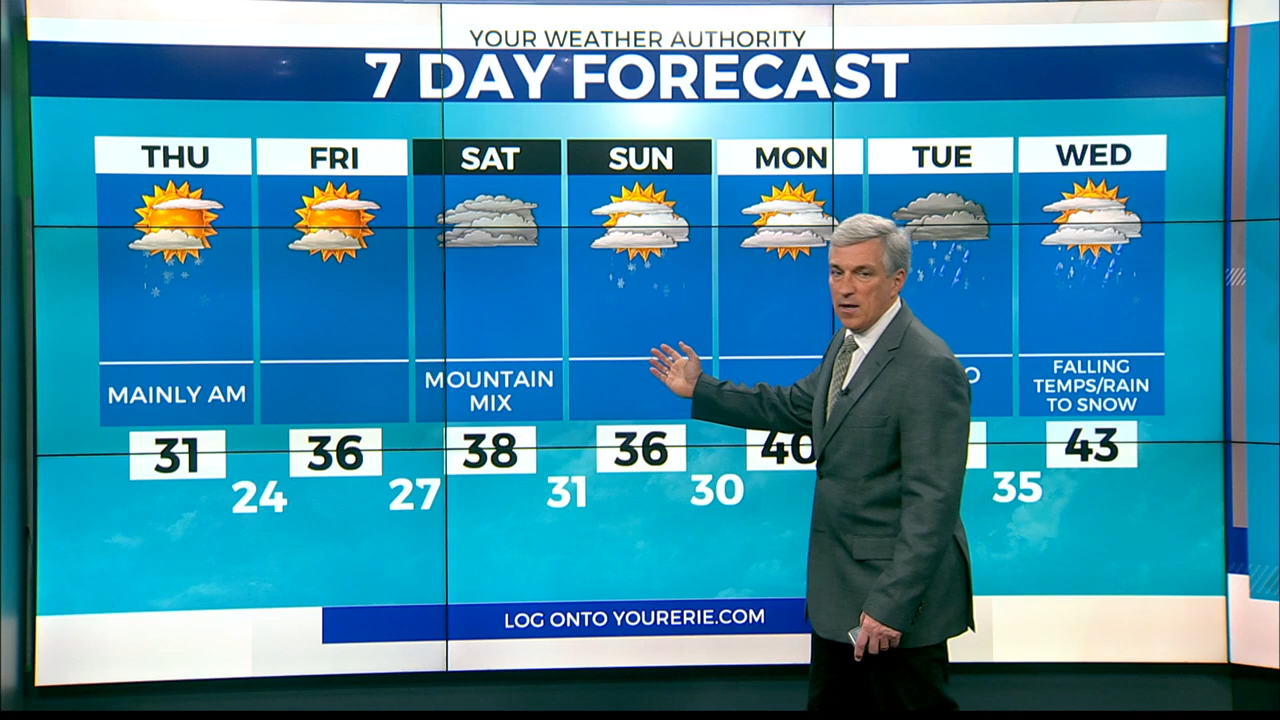 YOUR WEATHER AUTHORITY
7 DAY FORECAST
THU
FRI
SAT
SUN
MON
TUE
WED
MAINLY AM
MOUNTAIN
MIX
FALLING
TEMPS/RAIN
TO SNOW
31
36
38
36
40
43
24
27
31
30
35
LOG ONTO YOURERIE.COM